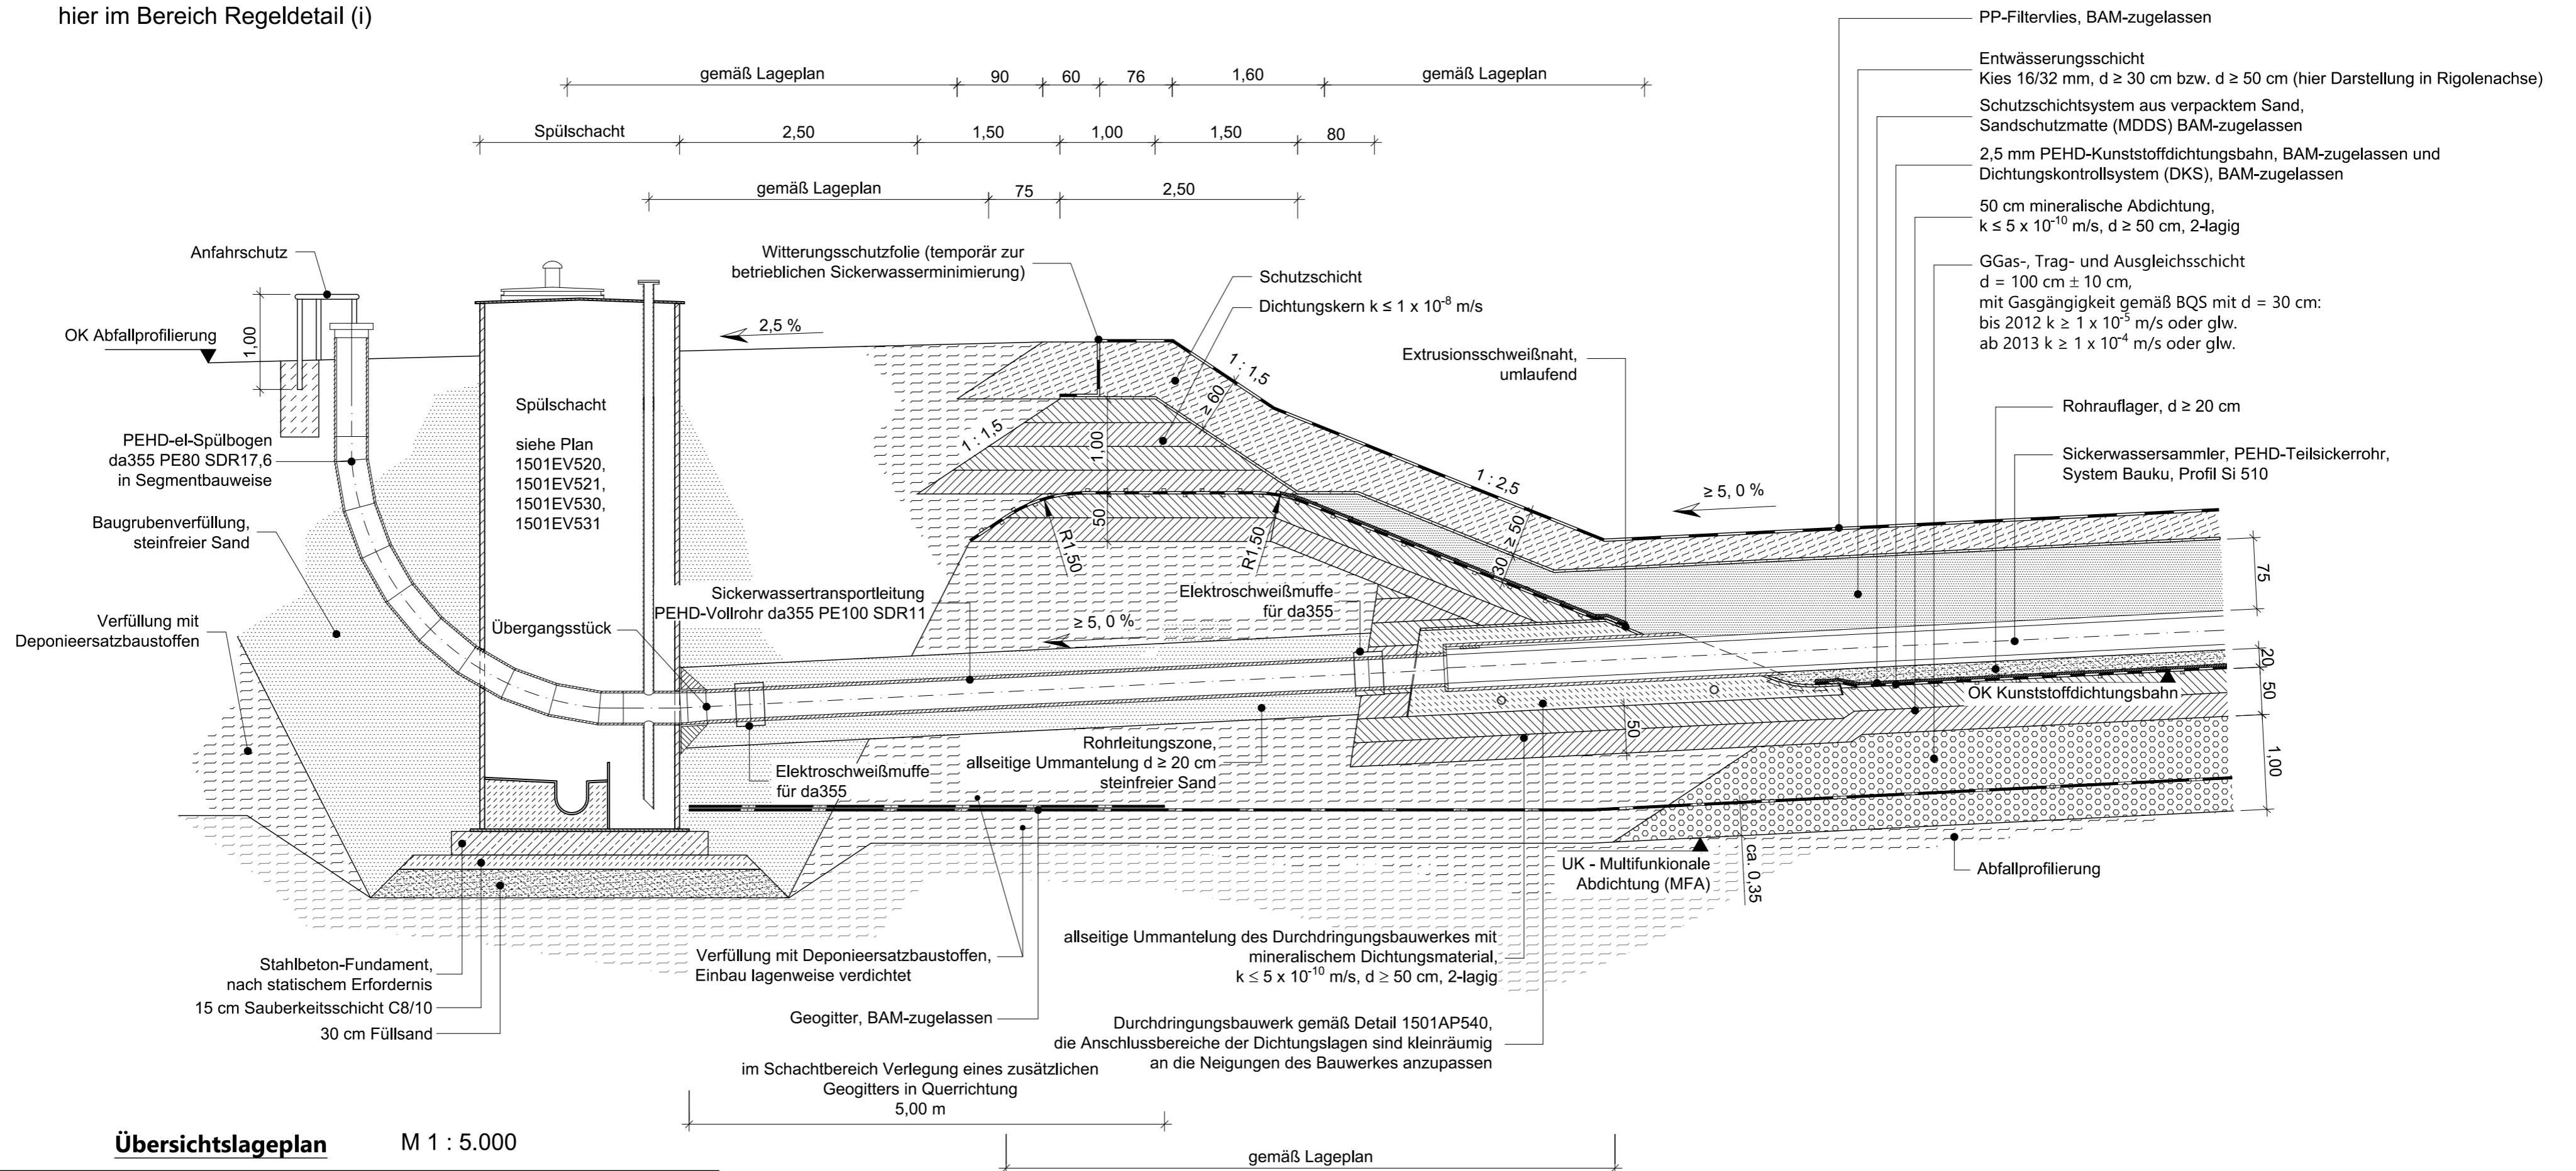 hier im Bereich Regeldetail (i)
PP-Filtervlies, BAM-zugelassen
Entwässerungsschicht
Kies 16/32 mm, d ≥ 30 cm bzw. d ≥ 50 cm (hier Darstellung in Rigolenachse)
Schutzschichtsystem aus verpacktem Sand,
Sandschutzmatte (MDDS) BAM-zugelassen
2,5 mm PEHD-Kunststoffdichtungsbahn, BAM-zugelassen und
Dichtungskontrollsystem (DKS), BAM-zugelassen
50 cm mineralische Abdichtung,
k ≤ 5 x 10⁻¹⁰ m/s, d ≥ 50 cm, 2-lagig
GGas-, Trag- und Ausgleichsschicht
d = 100 cm ± 10 cm,
mit Gasgängigkeit gemäß BQS mit d = 30 cm:
bis 2012 k ≥ 1 x 10⁻⁵ m/s oder glw.
ab 2013 k ≥ 1 x 10⁻⁴ m/s oder glw.
gemäß Lageplan 90 60 76 1,60 gemäß Lageplan
Spülschacht 2,50 1,50 1,00 1,50 80
gemäß Lageplan 75 2,50
Anfahrschutz
Witterungsschutzfolie (temporär zur
betrieblichen Sickerwasserminimierung)
Schutzschicht
Dichtungskern k ≤ 1 x 10⁻⁸ m/s
OK Abfallprofilierung
1,00
2,5 %
Extrusionsschweißnaht,
umlaufend
1 : 1,5
≥ 60
1 : 1,5
1,00
Rohrauflager, d ≥ 20 cm
Sickerwassersammler, PEHD-Teilsickerrohr,
System Bauku, Profil Si 510
Spülschacht
siehe Plan
1501EV520,
1501EV521,
1501EV530,
1501EV531
PEHD-el-Spülbogen
da355 PE80 SDR17,6
in Segmentbauweise
1 : 2,5
≥ 5, 0 %
Baugrubenverfüllung,
steinfreier Sand
50
R1,50
R1,50
30
≥ 50
75
Sickerwassertransportleitung
PEHD-Vollrohr da355 PE100 SDR11
Elektroschweißmuffe
für da355
Verfüllung mit
Deponieersatzbaustoffen
Übergangsstück
≥ 5, 0 %
20
OK Kunststoffdichtungsbahn
50
50
1,00
Elektroschweißmuffe
für da355
Rohrleitungszone,
allseitige Ummantelung d ≥ 20 cm
steinfreier Sand
UK - Multifunkionale
Abdichtung (MFA)
ca. 0,35
Abfallprofilierung
Stahlbeton-Fundament,
nach statischem Erfordernis
15 cm Sauberkeitsschicht C8/10
30 cm Füllsand
Verfüllung mit Deponieersatzbaustoffen,
Einbau lagenweise verdichtet
Geogitter, BAM-zugelassen
allseitige Ummantelung des Durchdringungsbauwerkes mit
mineralischem Dichtungsmaterial,
k ≤ 5 x 10⁻¹⁰ m/s, d ≥ 50 cm, 2-lagig
Durchdringungsbauwerk gemäß Detail 1501AP540,
die Anschlussbereiche der Dichtungslagen sind kleinräumig
an die Neigungen des Bauwerkes anzupassen
im Schachtbereich Verlegung eines zusätzlichen
Geogitters in Querrichtung
5,00 m
gemäß Lageplan
Übersichtslageplan M 1 : 5.000